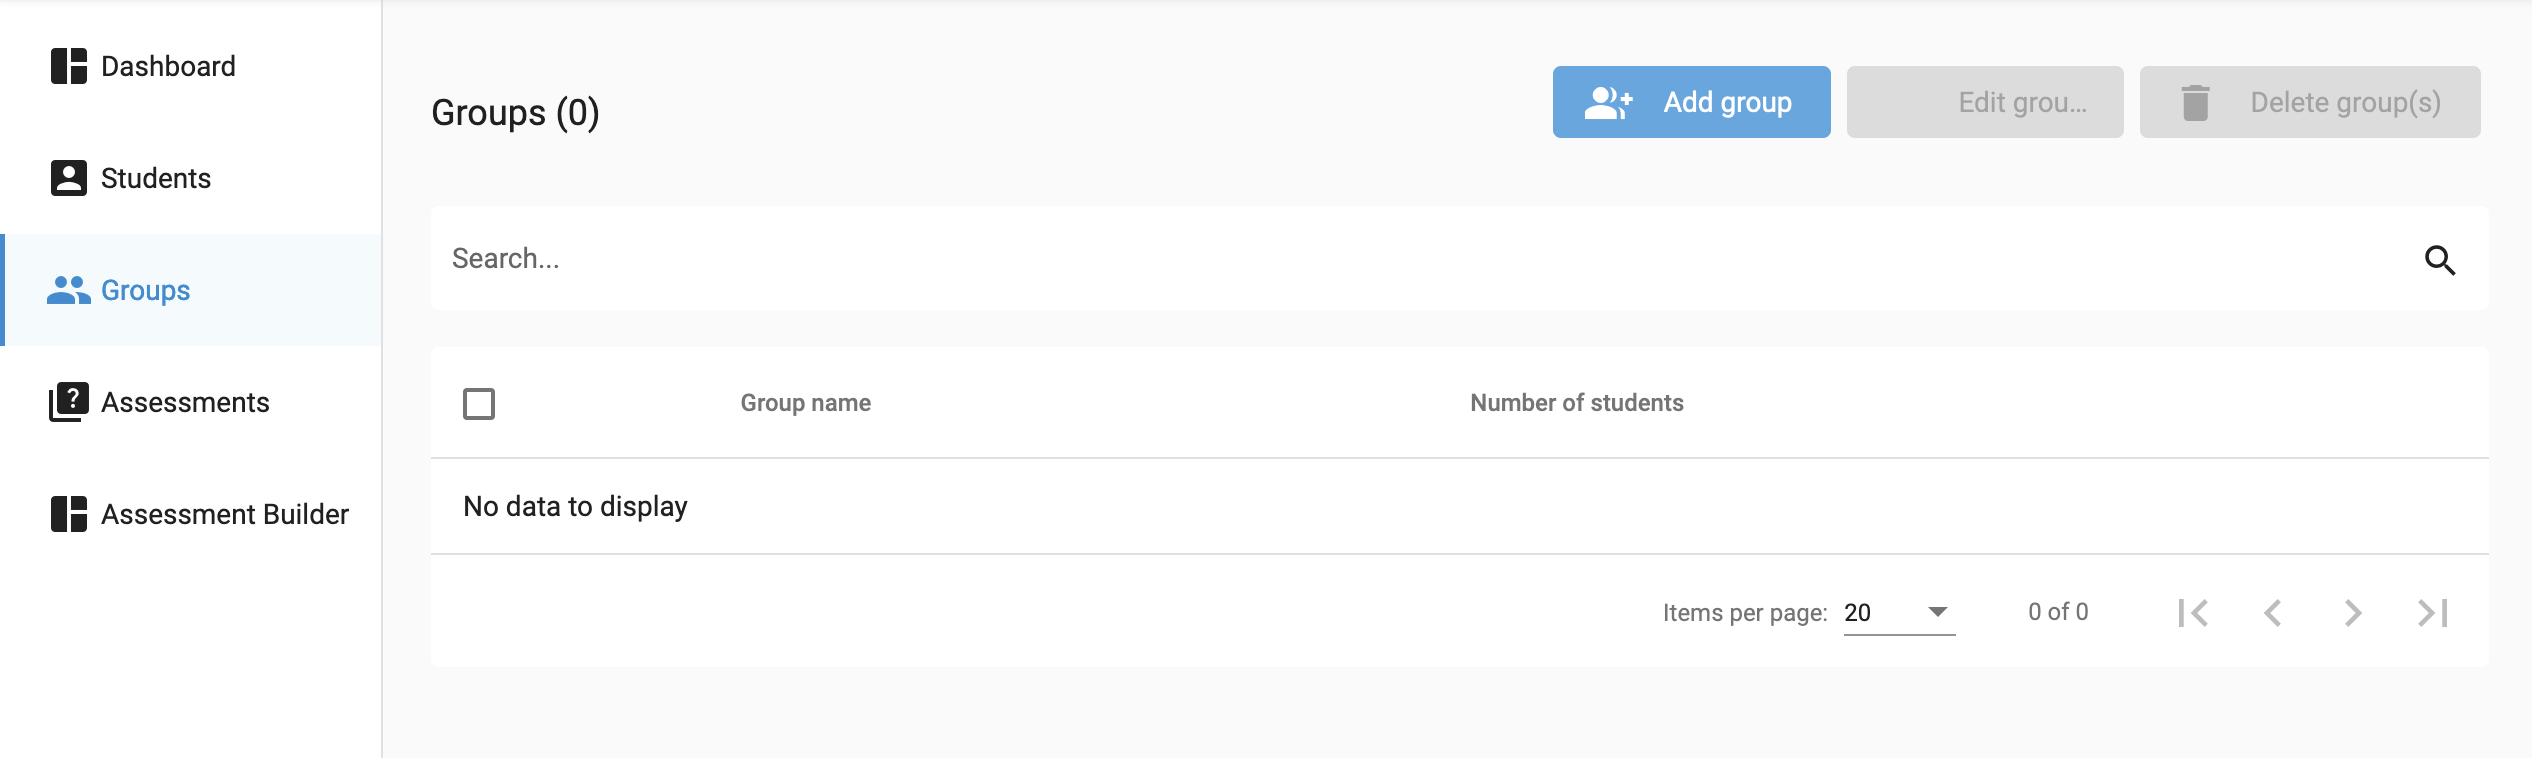 Dashboard
Students
Groups
Assessments
Assessment Builder
Groups (0)
Add group
Edit grou...
Delete group(s)
Search...
Group name
Number of students
No data to display
Items per page: 20
0 of 0